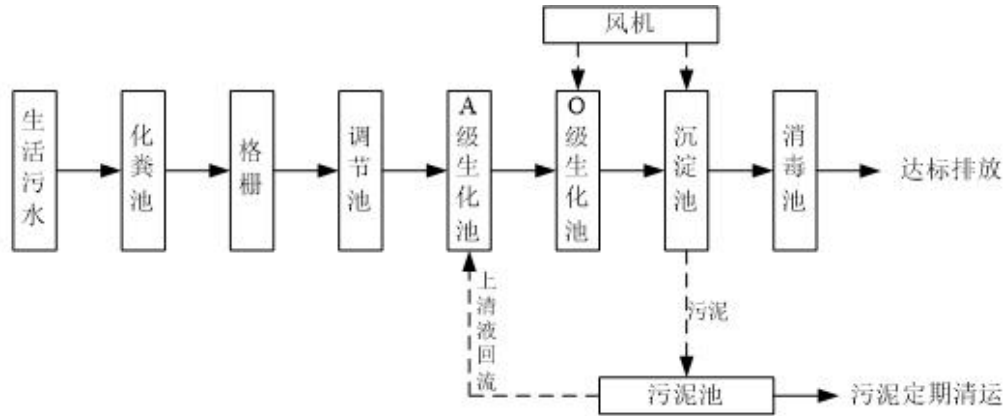 风机
生活污水
化粪池
格栅
调节池
A级生化池
O级生化池
沉淀池
消毒池
达标排放
上清液回流
污泥
污泥池
污泥定期清运